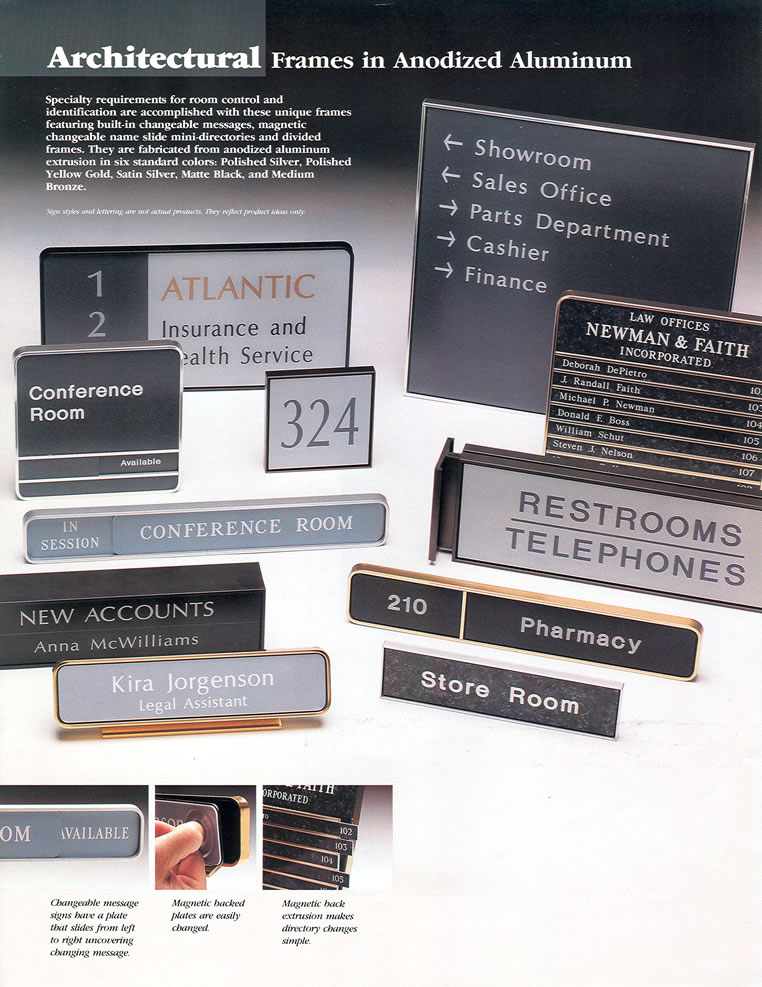 Architectural Frames in Anodized Aluminum
Specialty requirements for room control and
identification are accomplished with these unique frames
featuring built-in changeable messages, magnetic
changeable name slide mini-directories and divided
frames. They are fabricated from anodized aluminum
extrusion in six standard colors: Polished Silver, Polished
Yellow Gold, Satin Silver, Matte Black, and Medium
Bronze.
Sign styles and lettering are not actual products. They reflect product ideas only.
← Showroom
← Sales Office
→ Parts Department
→ Cashier
→ Finance
1
2
ATLANTIC
Insurance and
ealth Service
LAW OFFICES
NEWMAN & FAITH
INCORPORATED
Deborah DePietro 10
J. Randall Faith 103
Michael P. Newman 104
Donald F. Boss 105
William Schut 106
Steven J. Nelson 107
Conference
Room
Available
324
IN
SESSION
CONFERENCE ROOM
RESTROOMS
TELEPHONES
NEW ACCOUNTS
Anna McWilliams
210 Pharmacy
Kira Jorgenson
Legal Assistant
Store Room
OM AVAILABLE
son
& FAITH
ORPORATED
ro
102
103
104
105
Changeable message
signs have a plate
that slides from left
to right uncovering
changing message.
Magnetic backed
plates are easily
changed.
Magnetic back
extrusion makes
directory changes
simple.